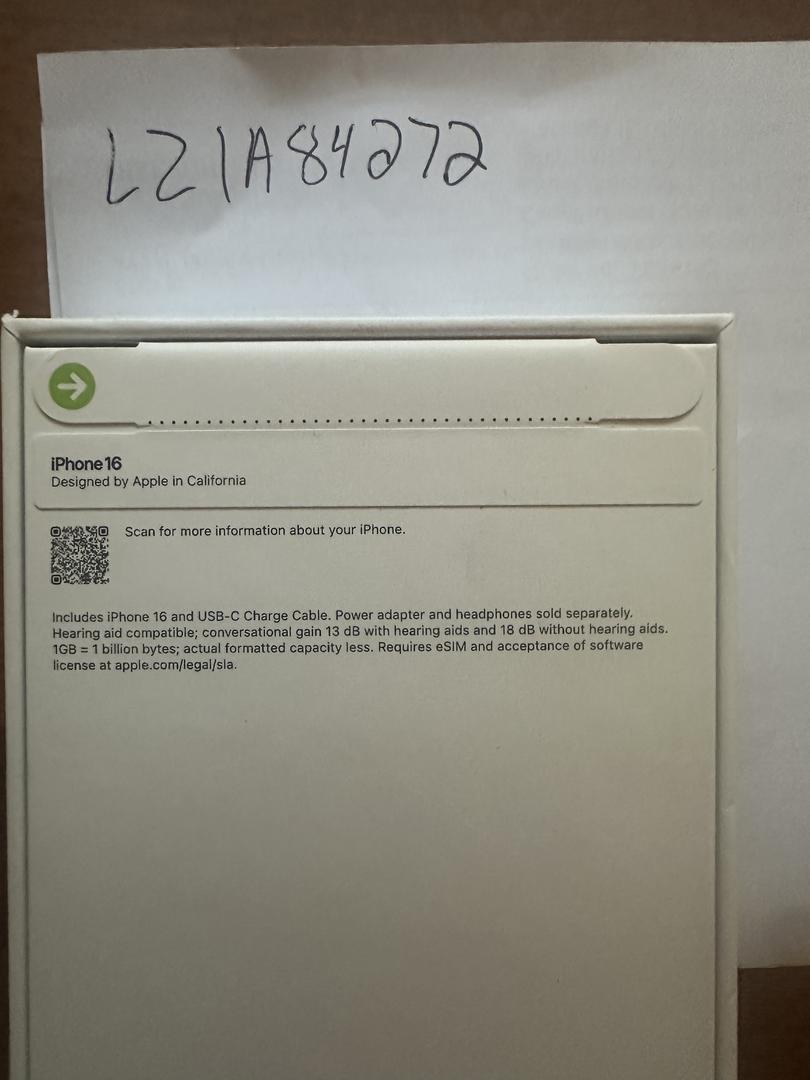 LZ1A84272
iPhone 16
Designed by Apple in California
Scan for more information about your iPhone.
Includes iPhone 16 and USB-C Charge Cable. Power adapter and headphones sold separately.
Hearing aid compatible; conversational gain 13 dB with hearing aids and 18 dB without hearing aids.
1GB = 1 billion bytes; actual formatted capacity less. Requires eSIM and acceptance of software
license at apple.com/legal/sla.